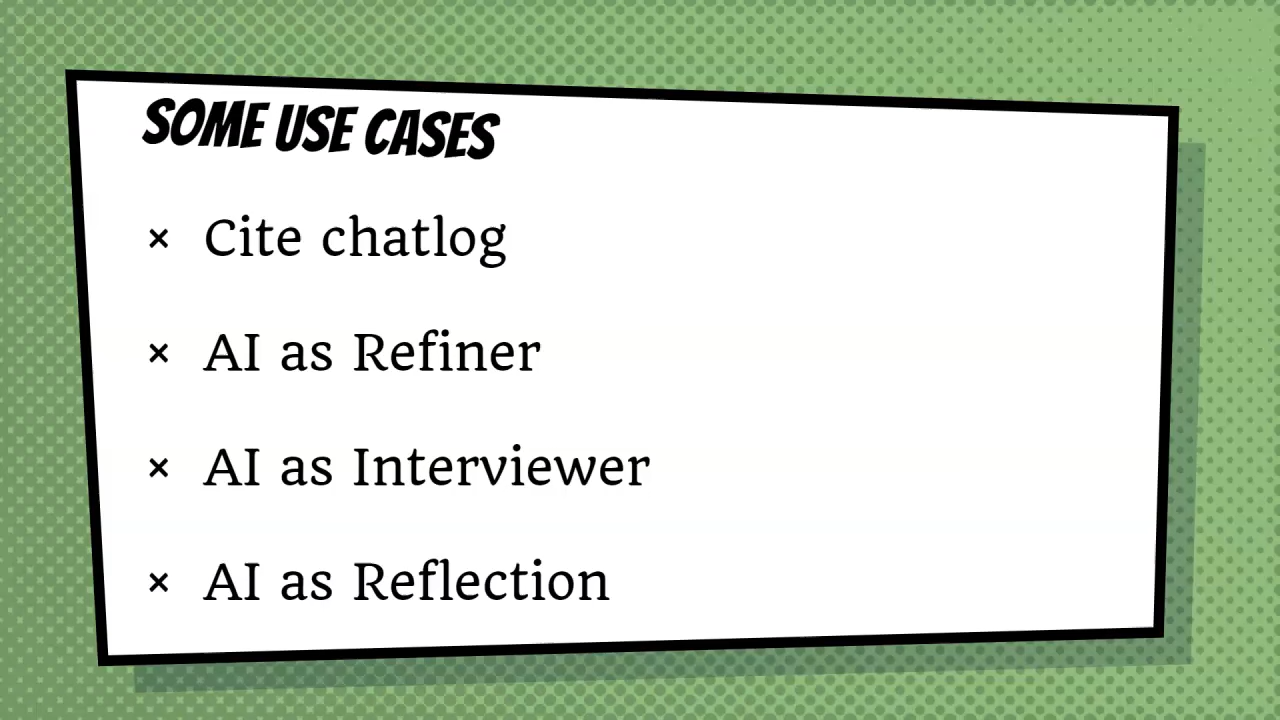 SOME USE CASES
× Cite chatlog
× AI as Refiner
× AI as Interviewer
× AI as Reflection